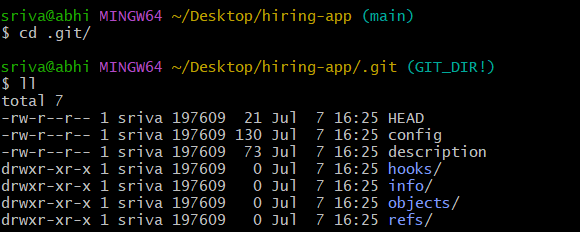 sriva@abhi MINGW64 ~/Desktop/hiring-app (main)
$ cd .git/
sriva@abhi MINGW64 ~/Desktop/hiring-app/.git (GIT_DIR!)
$ ll
total 7
-rw-r--r-- 1 sriva 197609  21 Jul  7 16:25 HEAD
-rw-r--r-- 1 sriva 197609 130 Jul  7 16:25 config
-rw-r--r-- 1 sriva 197609  73 Jul  7 16:25 description
drwxr-xr-x 1 sriva 197609   0 Jul  7 16:25 hooks/
drwxr-xr-x 1 sriva 197609   0 Jul  7 16:25 info/
drwxr-xr-x 1 sriva 197609   0 Jul  7 16:25 objects/
drwxr-xr-x 1 sriva 197609   0 Jul  7 16:25 refs/